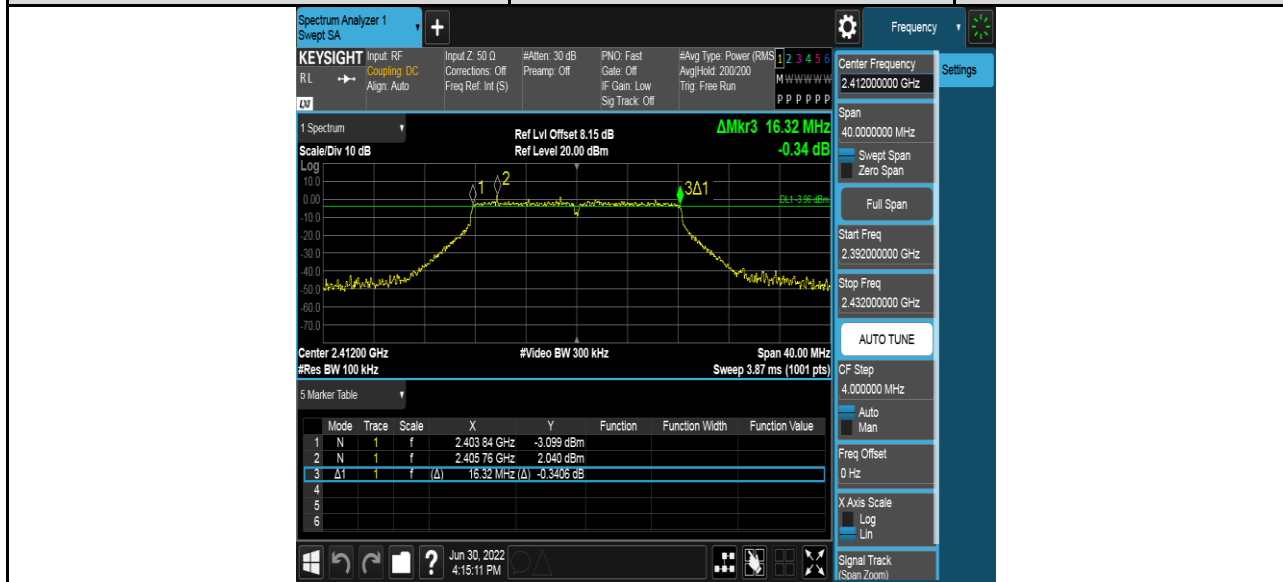 Spectrum Analyzer 1
Swept SA
+
Frequency
KEYSIGHT
RL
LXI
Input: RF
Coupling: DC
Align: Auto
Input Z: 50 Ω
Corrections: Off
Freq Ref: Int (S)
#Atten: 30 dB
Preamp: Off
PNO: Fast
Gate: Off
IF Gain: Low
Sig Track: Off
#Avg Type: Power (RMS
Avg|Hold: 200/200
Trig: Free Run
1 2 3 4 5 6
M W W W W W
P P P P P P
1 Spectrum
Scale/Div 10 dB
Ref Lvl Offset 8.15 dB
Ref Level 20.00 dBm
ΔMkr3 16.32 MHz
-0.34 dB
Log
10.0
0.00
-10.0
-20.0
-30.0
-40.0
-50.0
-60.0
-70.0
1
2
3Δ1
DL1 -3.96 dBm
Center 2.41200 GHz
#Video BW 300 kHz
Span 40.00 MHz
#Res BW 100 kHz
Sweep 3.87 ms (1001 pts)
5 Marker Table
Mode Trace Scale X Y Function Function Width Function Value
1 N 1 f 2.403 84 GHz -3.099 dBm
2 N 1 f 2.405 76 GHz 2.040 dBm
3 Δ1 1 f (Δ) 16.32 MHz (Δ) -0.3406 dB
4
5
6
?
Jun 30, 2022
4:15:11 PM
Center Frequency
2.412000000 GHz
Settings
Span
40.0000000 MHz
Swept Span
Zero Span
Full Span
Start Freq
2.392000000 GHz
Stop Freq
2.432000000 GHz
AUTO TUNE
CF Step
4.000000 MHz
Auto
Man
Freq Offset
0 Hz
X Axis Scale
Log
Lin
Signal Track
(Span Zoom)